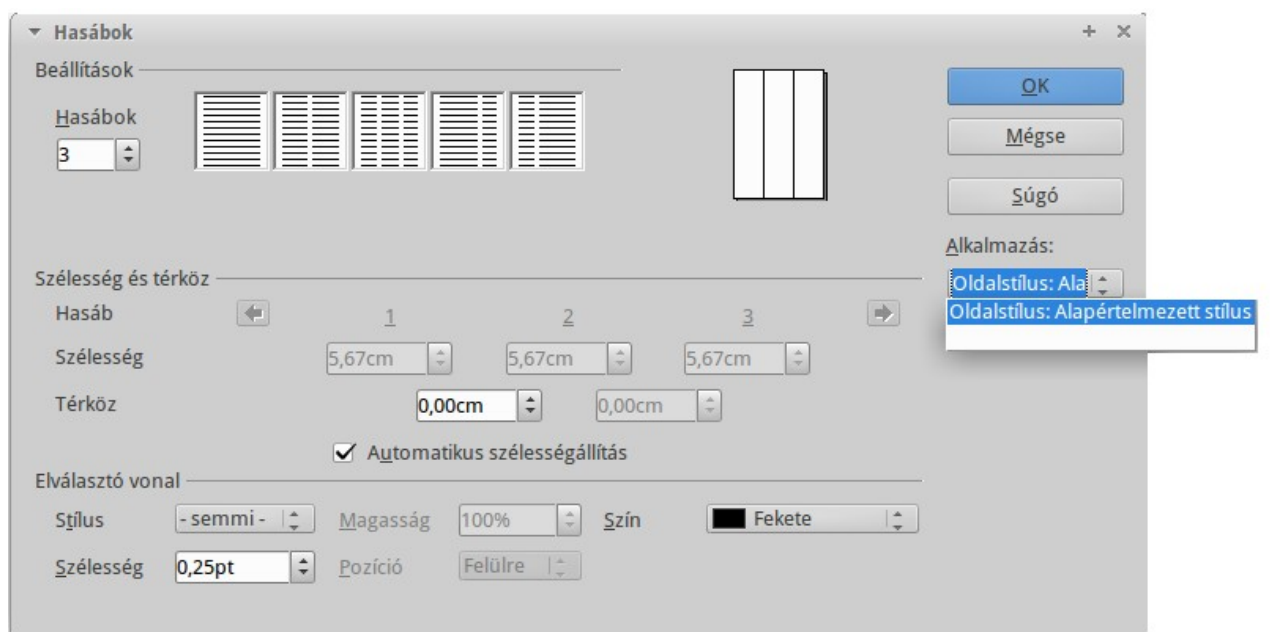 Hasábok
Beállítások
Hasábok
3
OK
Mégse
Súgó
Alkalmazás:
Oldalstílus: Ala
Oldalstílus: Alapértelmezett stílus
Szélesség és térköz
Hasáb 1 2 3
Szélesség 5,67cm 5,67cm 5,67cm
Térköz 0,00cm 0,00cm
Automatikus szélességállítás
Elválasztó vonal
Stílus - semmi - Magasság 100% Szín Fekete
Szélesség 0,25pt Pozíció Felülre